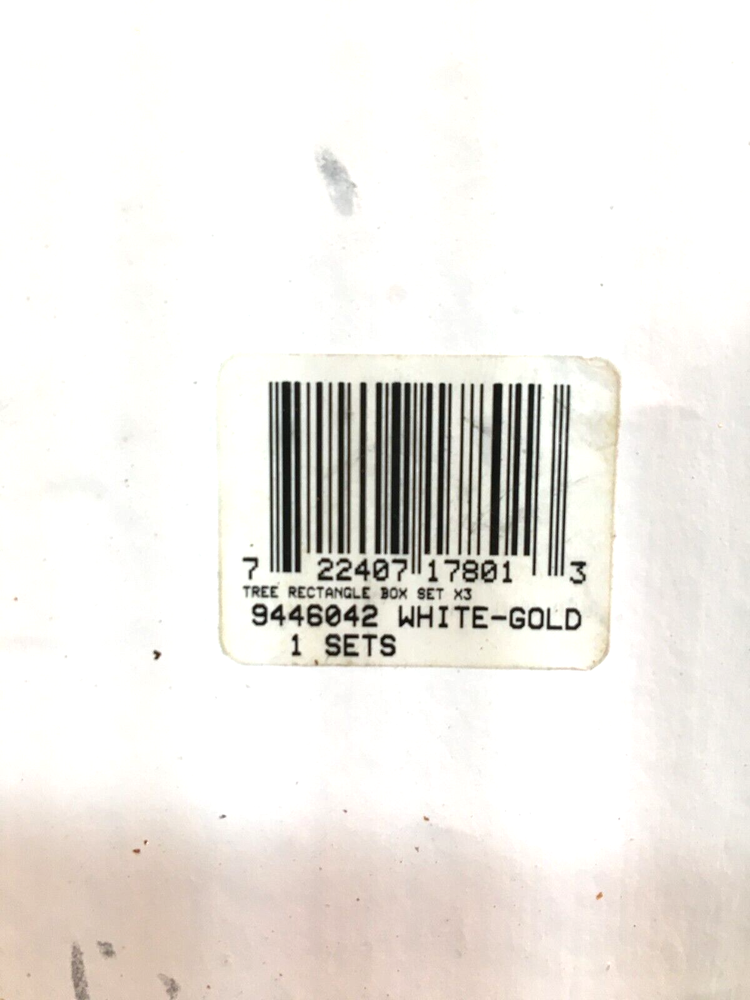 7 22407 17801 3
TREE RECTANGLE BOX SET X3
9446042 WHITE-GOLD
1 SETS